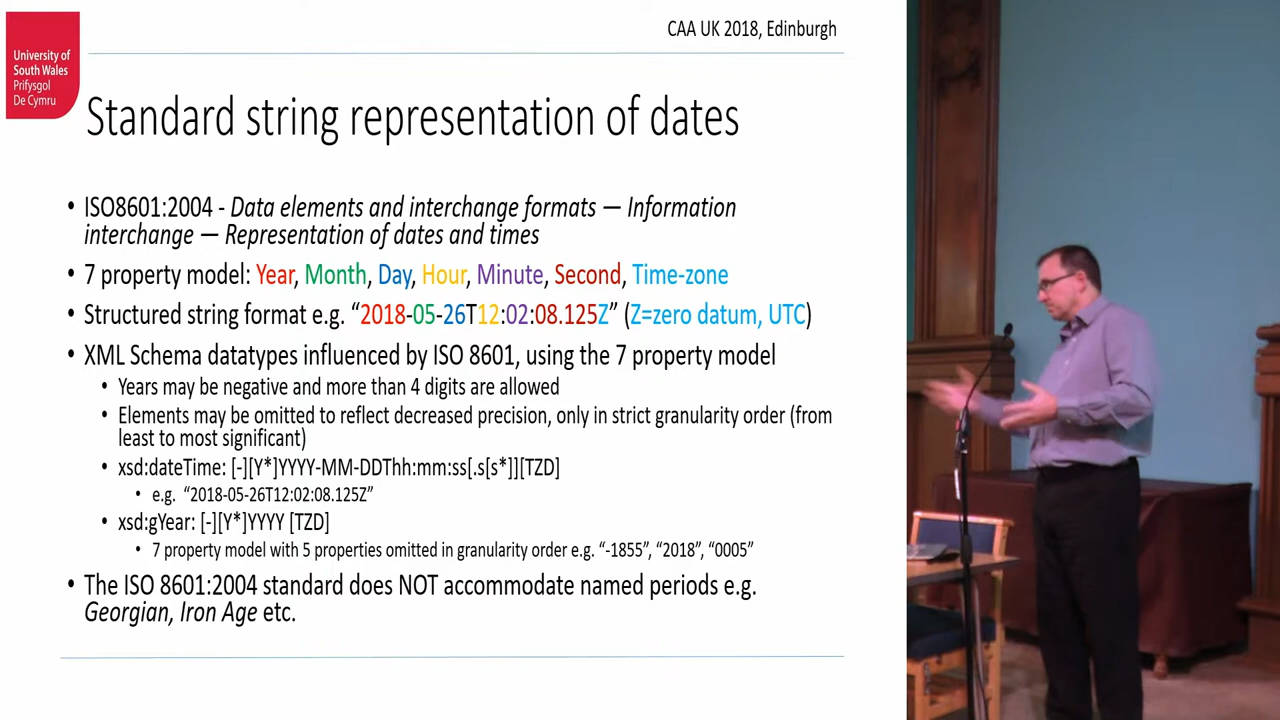 CAA UK 2018, Edinburgh
University of
South Wales
Prifysgol
De Cymru
Standard string representation of dates
• ISO8601:2004 - Data elements and interchange formats — Information
interchange — Representation of dates and times
• 7 property model: Year, Month, Day, Hour, Minute, Second, Time-zone
• Structured string format e.g. “2018-05-26T12:02:08.125Z” (Z=zero datum, UTC)
• XML Schema datatypes influenced by ISO 8601, using the 7 property model
• Years may be negative and more than 4 digits are allowed
• Elements may be omitted to reflect decreased precision, only in strict granularity order (from
least to most significant)
• xsd:dateTime: [-][Y*]YYYY-MM-DDThh:mm:ss[.s[s*]][TZD]
• e.g. “2018-05-26T12:02:08.125Z”
• xsd:gYear: [-][Y*]YYYY [TZD]
• 7 property model with 5 properties omitted in granularity order e.g. “-1855”, “2018”, “0005”
• The ISO 8601:2004 standard does NOT accommodate named periods e.g.
Georgian, Iron Age etc.